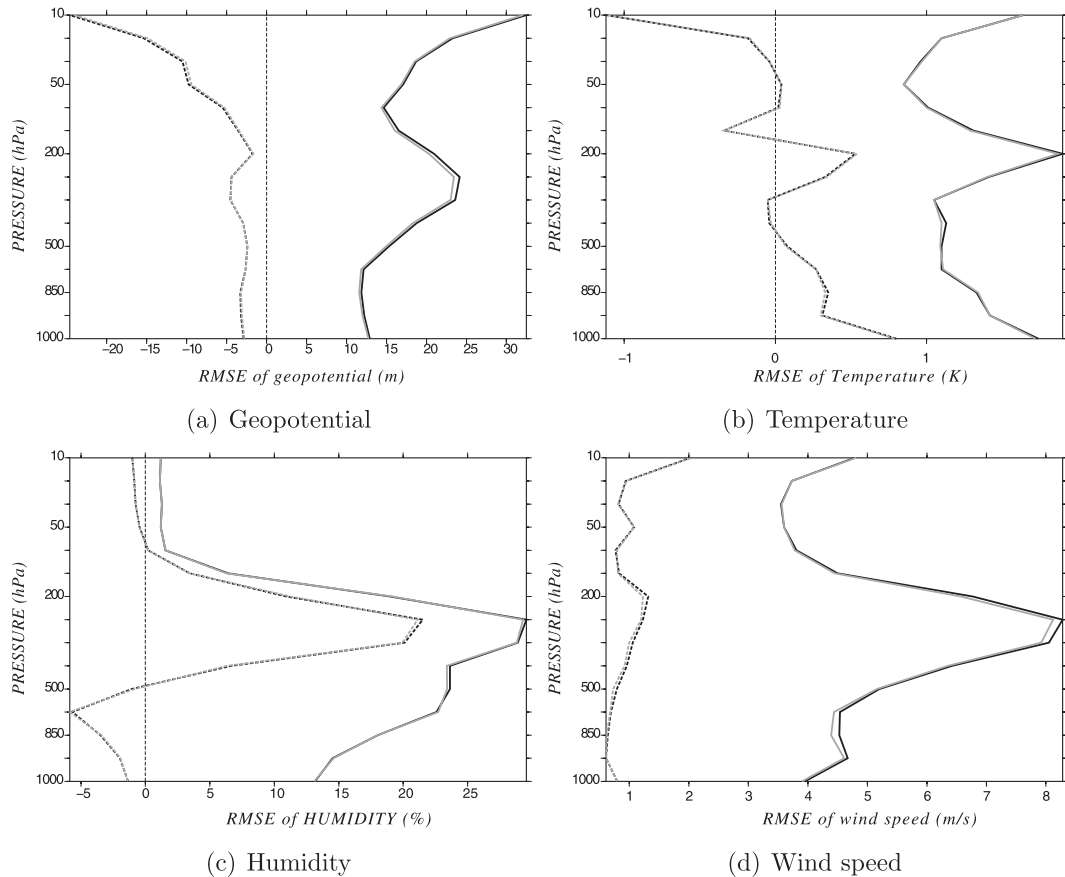 10
50
200
500
850
1000
PRESSURE (hPa)
−20 −15 −10 −5 0 5 10 15 20 25 30
RMSE of geopotential (m)
(a) Geopotential
10
50
200
500
850
1000
PRESSURE (hPa)
−1 0 1
RMSE of Temperature (K)
(b) Temperature
10
50
200
500
850
1000
PRESSURE (hPa)
−5 0 5 10 15 20 25
RMSE of HUMIDITY (%)
(c) Humidity
10
50
200
500
850
1000
PRESSURE (hPa)
1 2 3 4 5 6 7 8
RMSE of wind speed (m/s)
(d) Wind speed